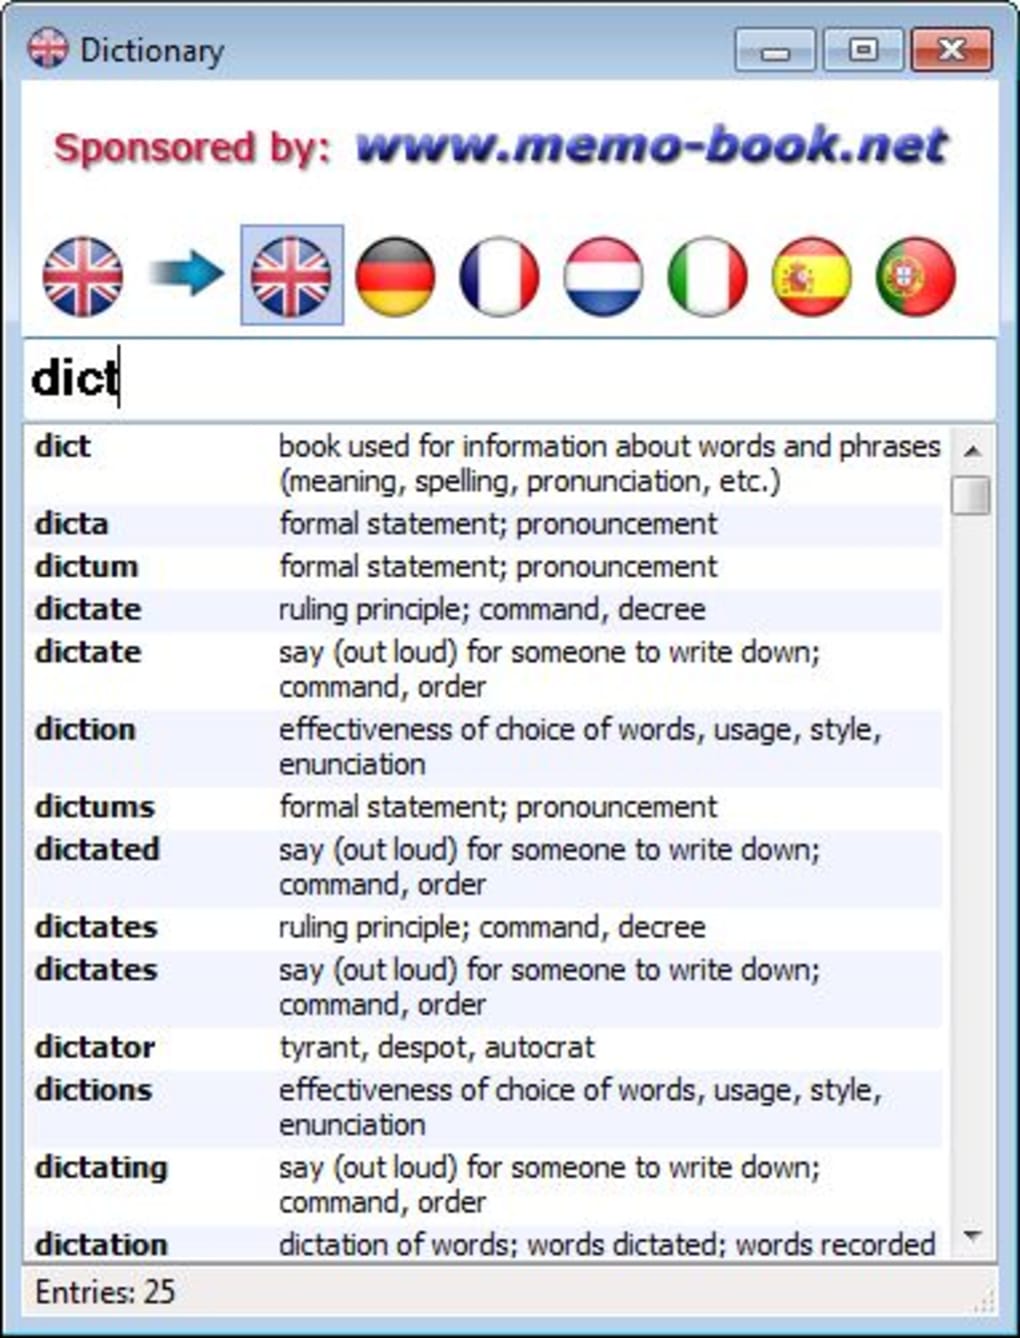 Dictionary
Sponsored by: www.memo-book.net
dict
dict book used for information about words and phrases
(meaning, spelling, pronunciation, etc.)
dicta formal statement; pronouncement
dictum formal statement; pronouncement
dictate ruling principle; command, decree
dictate say (out loud) for someone to write down;
command, order
diction effectiveness of choice of words, usage, style,
enunciation
dictums formal statement; pronouncement
dictated say (out loud) for someone to write down;
command, order
dictates ruling principle; command, decree
dictates say (out loud) for someone to write down;
command, order
dictator tyrant, despot, autocrat
dictions effectiveness of choice of words, usage, style,
enunciation
dictating say (out loud) for someone to write down;
command, order
dictation dictation of words; words dictated; words recorded
Entries: 25